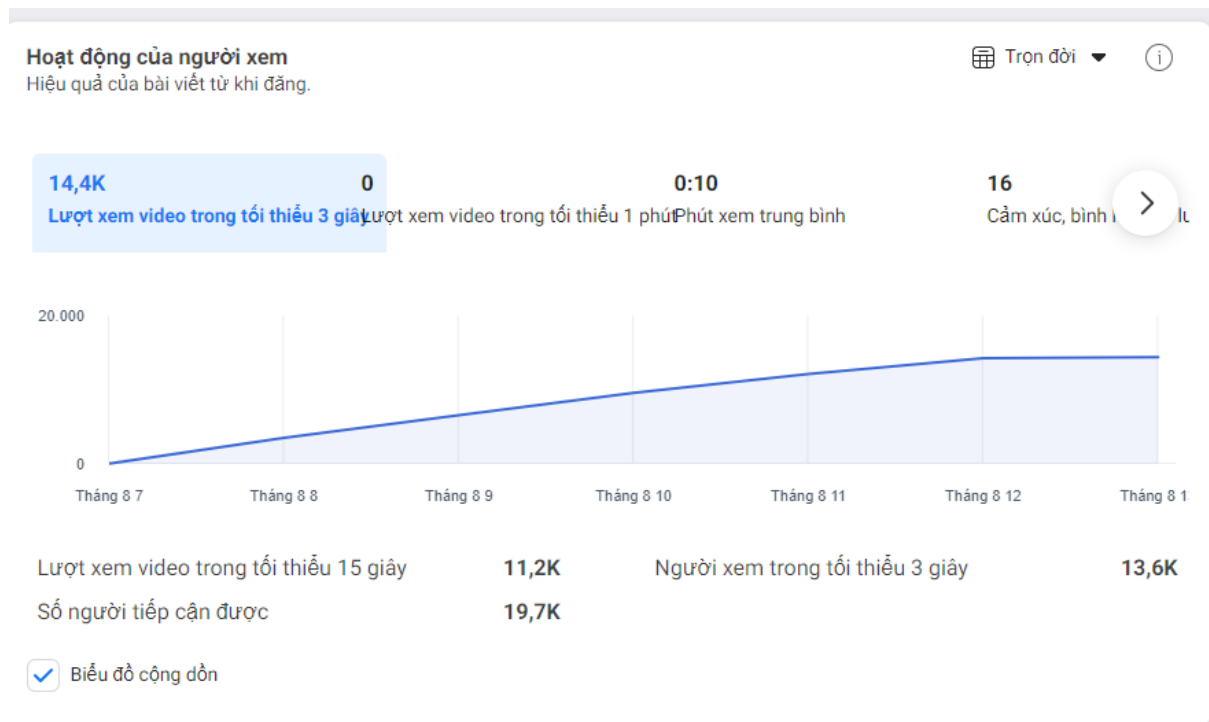 Hoạt động của người xem
Trọn đời
Hiệu quả của bài viết từ khi đăng.
14,4K
0
0:10
16
Lượt xem video trong tối thiểu 3 giây
Lượt xem video trong tối thiểu 1 phút
Phút xem trung bình
Cảm xúc, bình
20.000
0
Tháng 8 7
Tháng 8 8
Tháng 8 9
Tháng 8 10
Tháng 8 11
Tháng 8 12
Tháng 8 1
Lượt xem video trong tối thiểu 15 giây 11,2K
Người xem trong tối thiểu 3 giây 13,6K
Số người tiếp cận được 19,7K
Biểu đồ cộng dồn